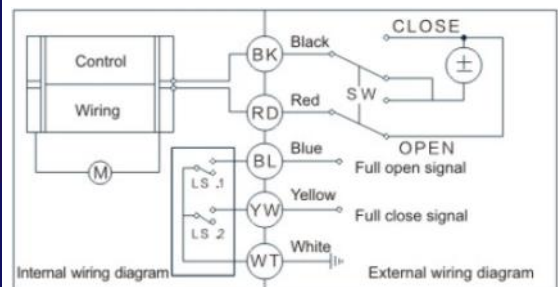 CLOSE
Control
BK
Black
±
SW
Wiring
RD
Red
OPEN
M
BL
Blue
Full open signal
LS .1
YW
Yellow
Full close signal
LS .2
WT
White
Internal wiring diagram
External wiring diagram